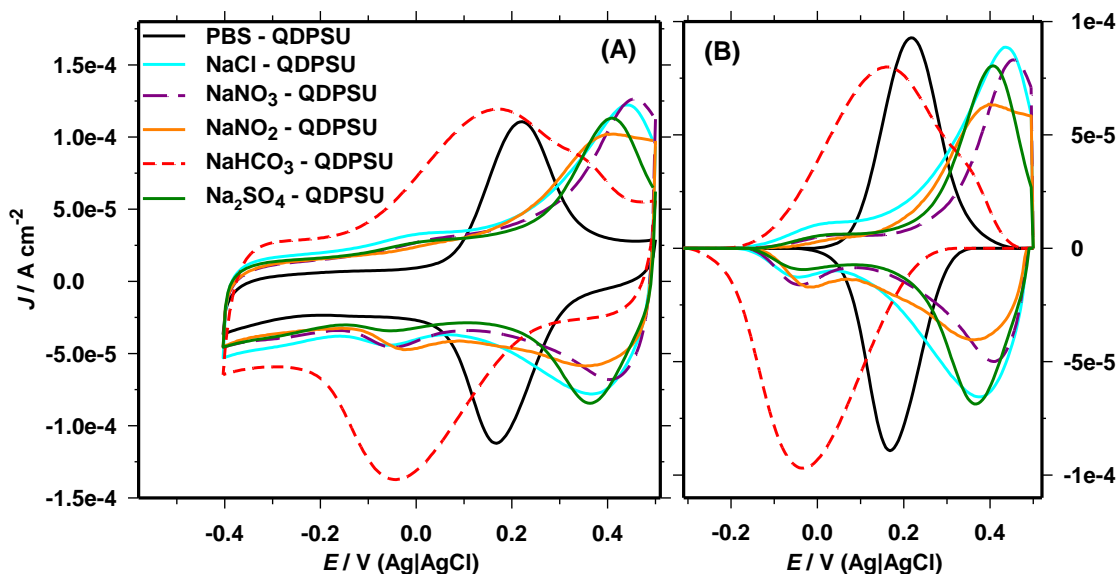 (A)
PBS - QDPSU
NaCl - QDPSU
NaNO3 - QDPSU
NaNO2 - QDPSU
NaHCO3 - QDPSU
Na2SO4 - QDPSU
1.5e-4
1.0e-4
5.0e-5
0.0
-5.0e-5
-1.0e-4
-1.5e-4
J / A cm-2
-0.4
-0.2
0.0
0.2
0.4
E / V (Ag|AgCl)
(B)
1e-4
5e-5
0
-5e-5
-1e-4
-0.2
0.0
0.2
0.4
E / V (Ag|AgCl)